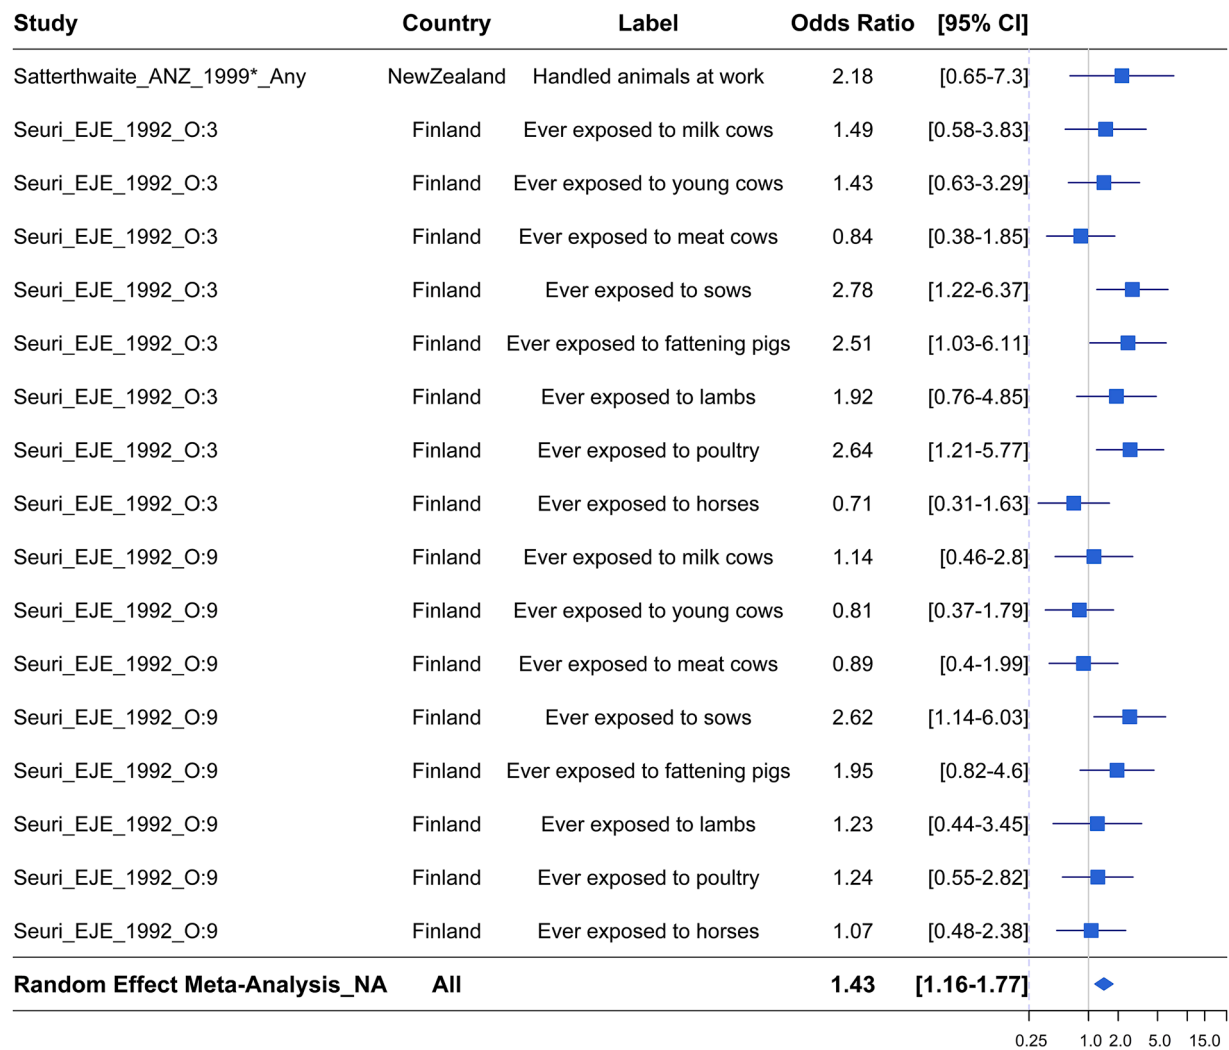 Study Country Label Odds Ratio [95% CI]
Satterthwaite_ANZ_1999*_Any NewZealand Handled animals at work 2.18 [0.65-7.3]
Seuri_EJE_1992_O:3 Finland Ever exposed to milk cows 1.49 [0.58-3.83]
Seuri_EJE_1992_O:3 Finland Ever exposed to young cows 1.43 [0.63-3.29]
Seuri_EJE_1992_O:3 Finland Ever exposed to meat cows 0.84 [0.38-1.85]
Seuri_EJE_1992_O:3 Finland Ever exposed to sows 2.78 [1.22-6.37]
Seuri_EJE_1992_O:3 Finland Ever exposed to fattening pigs 2.51 [1.03-6.11]
Seuri_EJE_1992_O:3 Finland Ever exposed to lambs 1.92 [0.76-4.85]
Seuri_EJE_1992_O:3 Finland Ever exposed to poultry 2.64 [1.21-5.77]
Seuri_EJE_1992_O:3 Finland Ever exposed to horses 0.71 [0.31-1.63]
Seuri_EJE_1992_O:9 Finland Ever exposed to milk cows 1.14 [0.46-2.8]
Seuri_EJE_1992_O:9 Finland Ever exposed to young cows 0.81 [0.37-1.79]
Seuri_EJE_1992_O:9 Finland Ever exposed to meat cows 0.89 [0.4-1.99]
Seuri_EJE_1992_O:9 Finland Ever exposed to sows 2.62 [1.14-6.03]
Seuri_EJE_1992_O:9 Finland Ever exposed to fattening pigs 1.95 [0.82-4.6]
Seuri_EJE_1992_O:9 Finland Ever exposed to lambs 1.23 [0.44-3.45]
Seuri_EJE_1992_O:9 Finland Ever exposed to poultry 1.24 [0.55-2.82]
Seuri_EJE_1992_O:9 Finland Ever exposed to horses 1.07 [0.48-2.38]
Random Effect Meta-Analysis_NA All 1.43 [1.16-1.77]
0.25 1.0 2.0 5.0 15.0